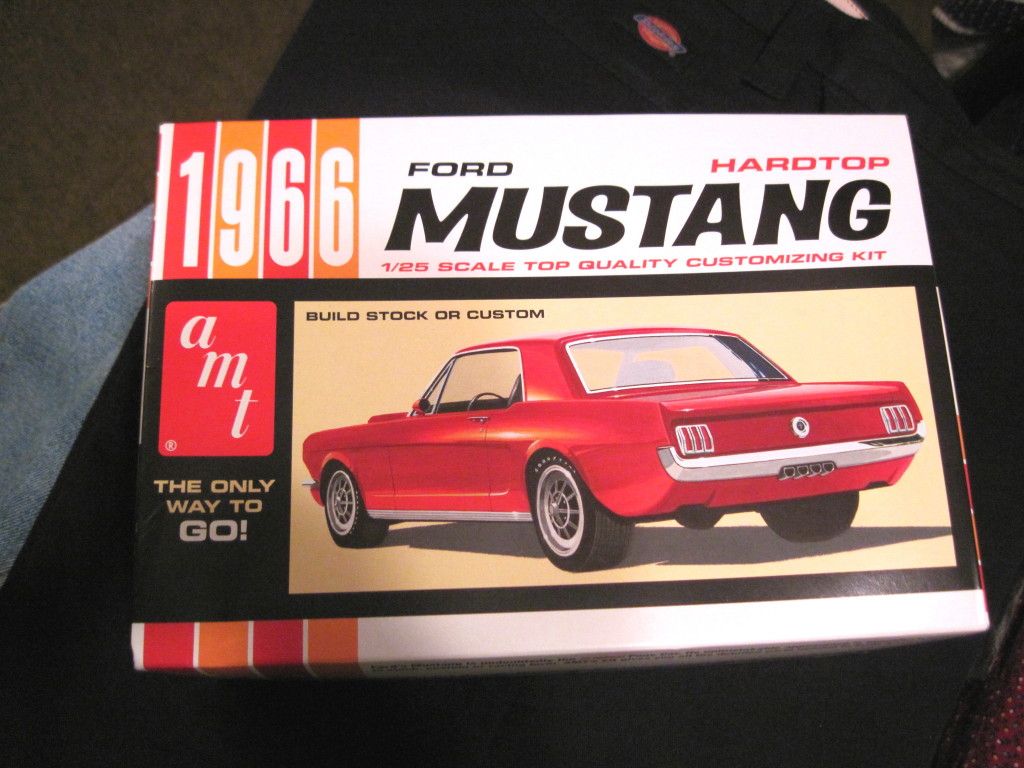 1966
FORD
HARDTOP
MUSTANG
1/25 SCALE TOP QUALITY CUSTOMIZING KIT
BUILD STOCK OR CUSTOM
amt
®
THE ONLY
WAY TO
GO!